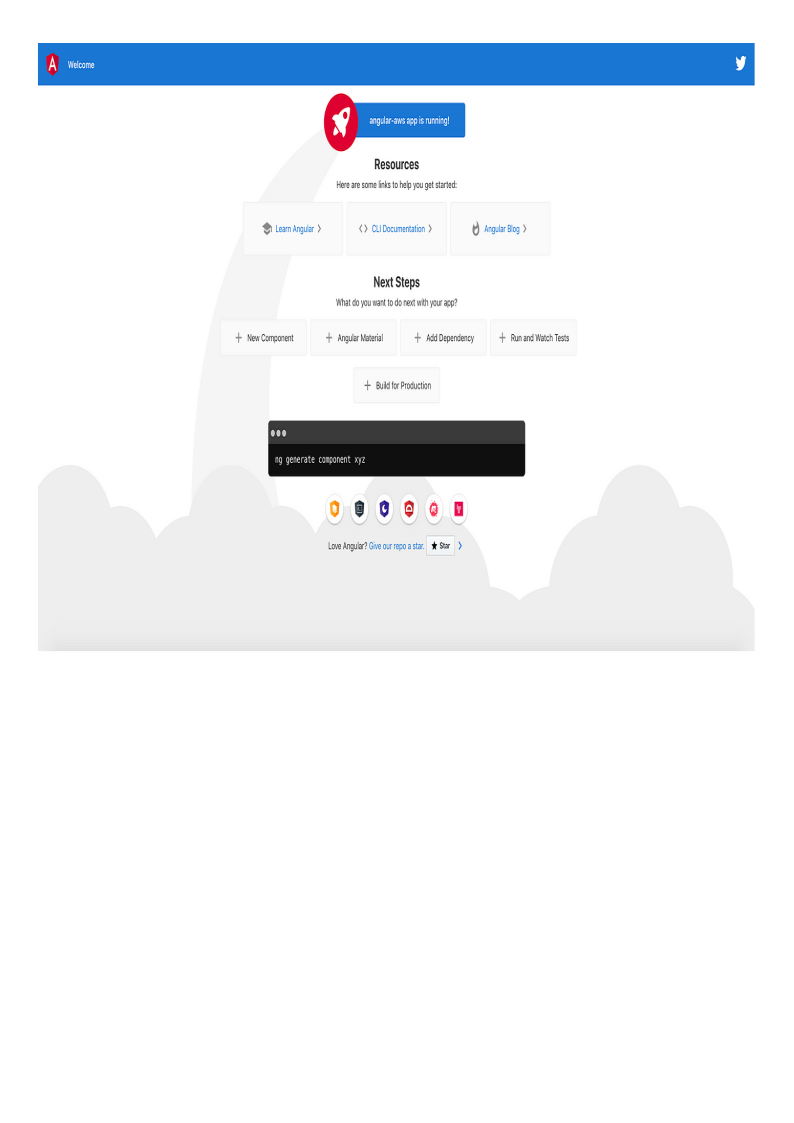 Welcome
angular-aws app is running!
Resources
Here are some links to help you get started:
Learn Angular
CLI Documentation
Angular Blog
Next Steps
What do you want to do next with your app?
New Component
Angular Material
Add Dependency
Run and Watch Tests
Build for Production
ng generate component xyz
Love Angular? Give our repo a star. Star